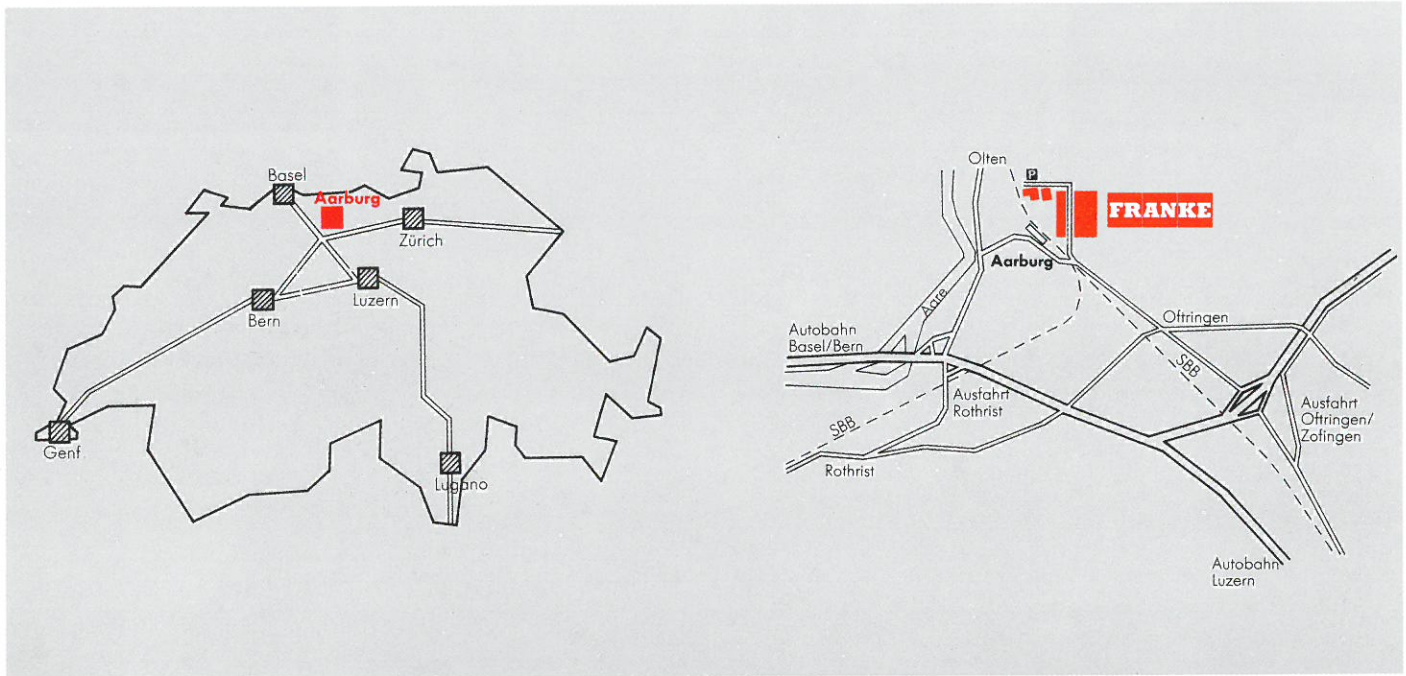 Basel
Aarburg
Zürich
Luzern
Bern
Genf
Lugano
Olten
P
FRANKE
Aarburg
Aare
Oftringen
Autobahn
Basel/Bern
SBB
Ausfahrt
Rothrist
Ausfahrt
Oftringen/
Zofingen
SBB
Rothrist
Autobahn
Luzern